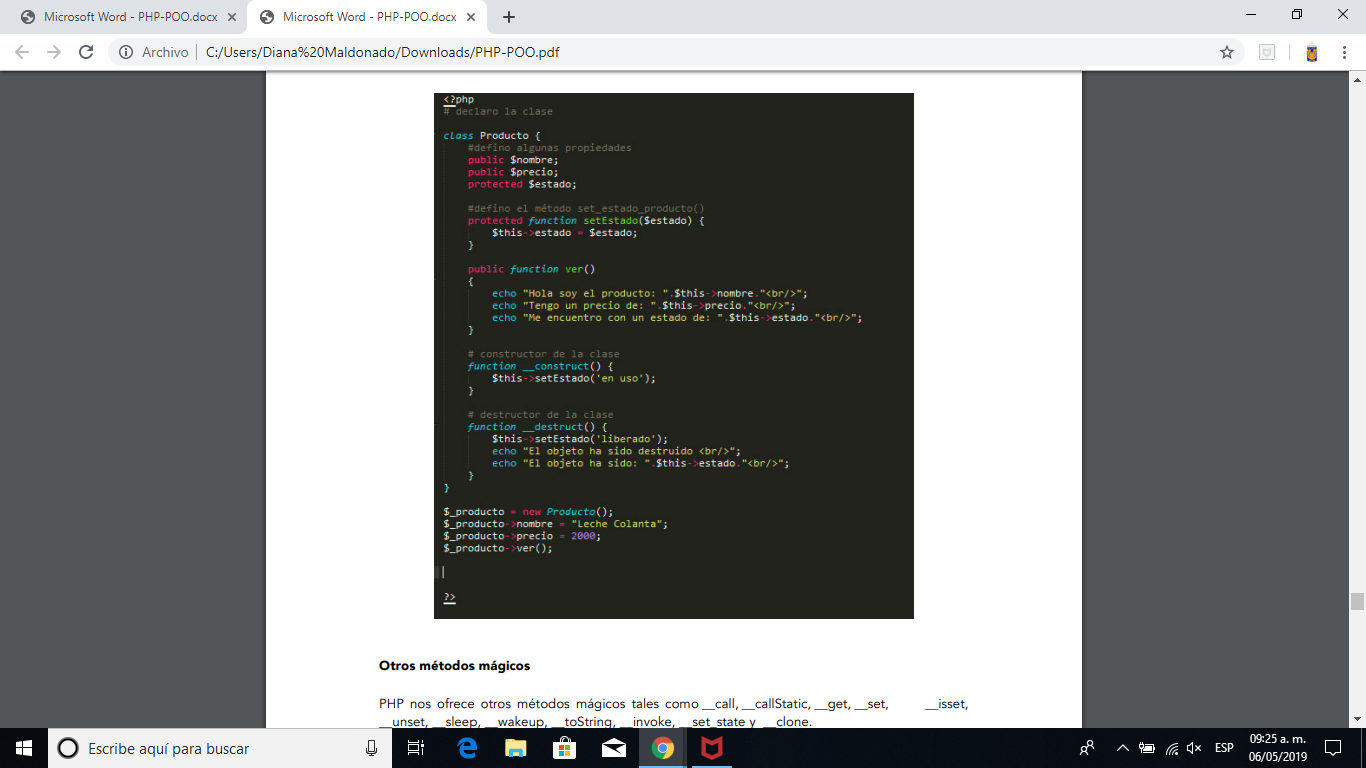 Microsoft Word - PHP-POO.docx
Microsoft Word - PHP-POO.docx
Archivo
C:/Users/Diana%20Maldonado/Downloads/PHP-POO.pdf
<?php
# declaro la clase
class Producto {
#defino algunas propiedades
public $nombre;
public $precio;
protected $estado;
#defino el método set_estado_producto()
protected function setEstado($estado) {
$this->estado = $estado;
}
public function ver()
{
echo "Hola soy el producto: ".$this->nombre."<br/>";
echo "Tengo un precio de: ".$this->precio."<br/>";
echo "Me encuentro con un estado de: ".$this->estado."<br/>";
}
# constructor de la clase
function __construct() {
$this->setEstado('en uso');
}
# destructor de la clase
function __destruct() {
$this->setEstado('liberado');
echo "El objeto ha sido destruido <br/>";
echo "El objeto ha sido: ".$this->estado."<br/>";
}
}
$_producto = new Producto();
$_producto->nombre = "Leche Colanta";
$_producto->precio = 2000;
$_producto->ver();
?>
Otros métodos mágicos
PHP nos ofrece otros métodos mágicos tales como __call, __callStatic, __get, __set, __isset,
__unset, __sleep, __wakeup, __toString, __invoke, __set_state y __clone.
Escribe aquí para buscar
ESP
09:25 a. m.
06/05/2019